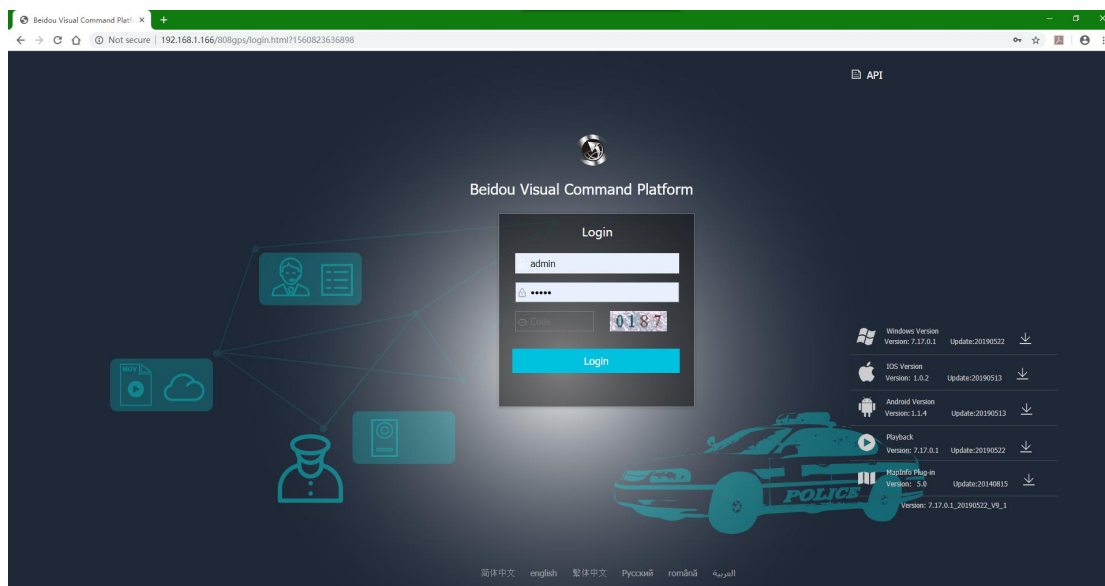 Beidou Visual Command Platf
Not secure | 192.168.1.166/808gps/login.html?1560823636898
API
Beidou Visual Command Platform
Login
admin
•••••
Code
0187
Login
Windows Version
Version: 7.17.0.1 Update:20190522
IOS Version
Version: 1.0.2 Update:20190513
Android Version
Version: 1.1.4 Update:20190513
Playback
Version: 7.17.0.1 Update:20190522
MapInfo Plug-in
Version: 5.0 Update:20140815
Version: 7.17.0.1_20190522_V9_1
MOV
POLICE
简体中文 english 繁体中文 Русский română العربية